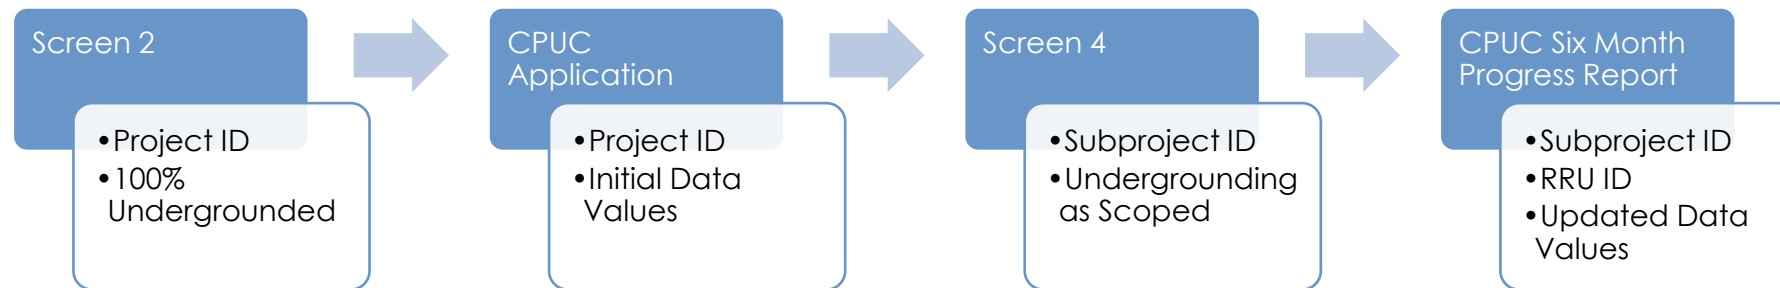 Screen 2
•Project ID
•100%
Undergrounded
CPUC
Application
•Project ID
•Initial Data
Values
Screen 4
•Subproject ID
•Undergrounding
as Scoped
CPUC Six Month
Progress Report
•Subproject ID
•RRU ID
•Updated Data
Values